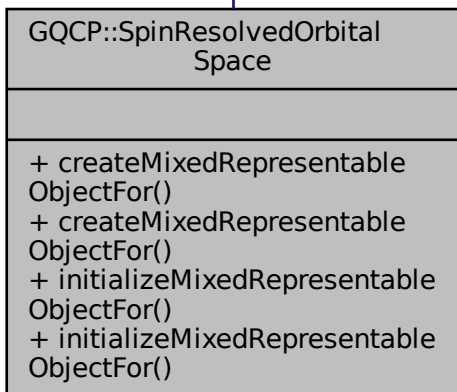 GQCP::SpinResolvedOrbital
Space
+ createMixedRepresentable
ObjectFor()
+ createMixedRepresentable
ObjectFor()
+ initializeMixedRepresentable
ObjectFor()
+ initializeMixedRepresentable
ObjectFor()